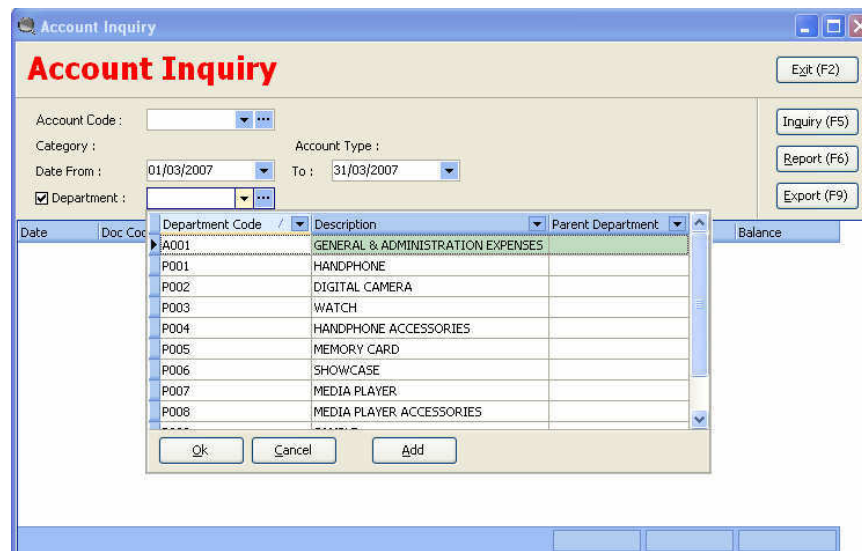 Account Inquiry
Account Inquiry
Exit (F2)
Account Code :
Inquiry (F5)
Category :
Account Type :
Report (F6)
Date From :
01/03/2007
To :
31/03/2007
Department :
Export (F9)
Date
Doc Coc
Balance
Department Code
Description
Parent Department
A001 GENERAL & ADMINISTRATION EXPENSES
P001 HANDPHONE
P002 DIGITAL CAMERA
P003 WATCH
P004 HANDPHONE ACCESSORIES
P005 MEMORY CARD
P006 SHOWCASE
P007 MEDIA PLAYER
P008 MEDIA PLAYER ACCESSORIES
Ok
Cancel
Add